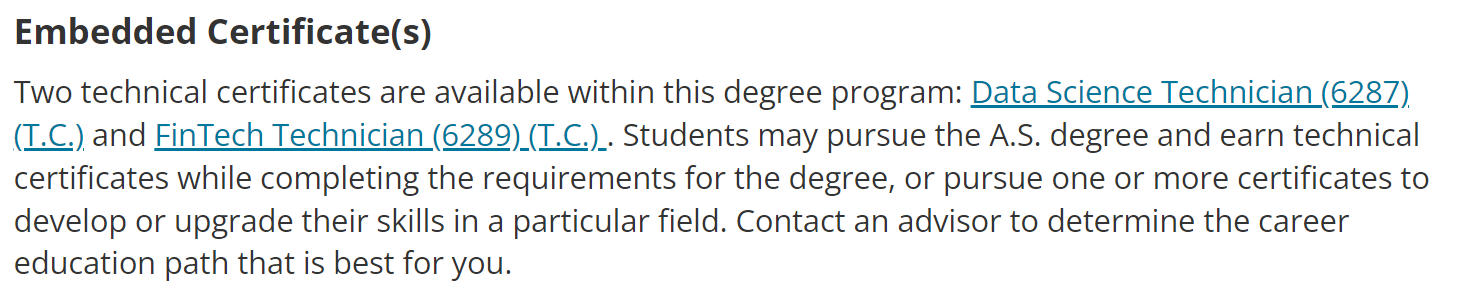 Embedded Certificate(s)
Two technical certificates are available within this degree program: Data Science Technician (6287)
(T.C.) and FinTech Technician (6289) (T.C.) . Students may pursue the A.S. degree and earn technical
certificates while completing the requirements for the degree, or pursue one or more certificates to
develop or upgrade their skills in a particular field. Contact an advisor to determine the career
education path that is best for you.